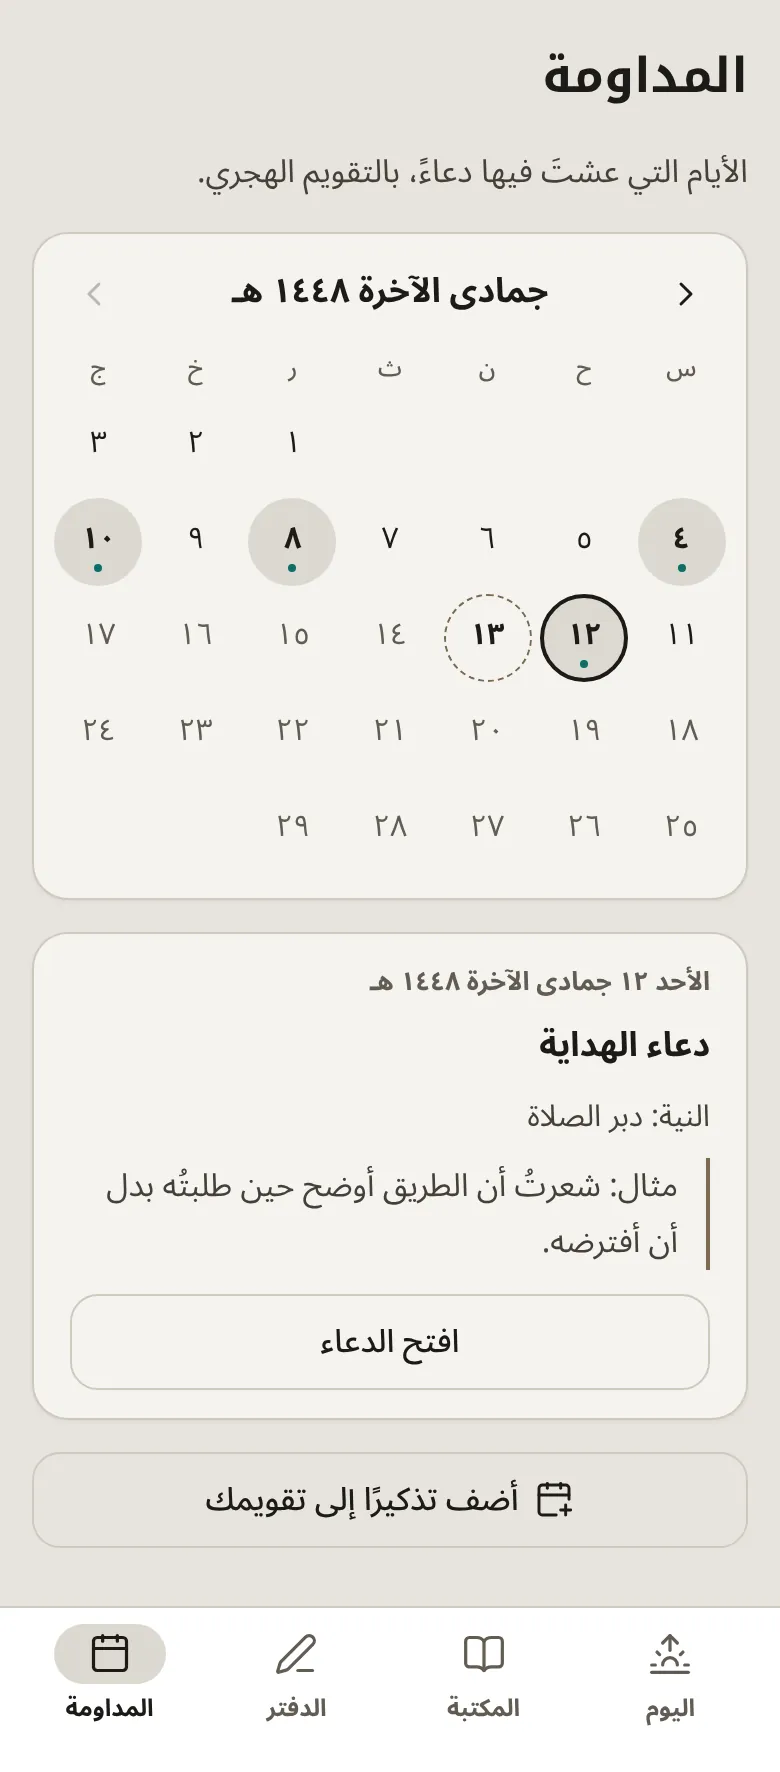 المداومة
الأيام التي عشتَ فيها دعاءً، بالتقويم الهجري.
جمادى الآخرة ١٤٤٨ هـ
س ح ن ث ر خ ج
١ ٢ ٣
٤ ٥ ٦ ٧ ٨ ٩ ١٠
١١ ١٢ ١٣ ١٤ ١٥ ١٦ ١٧
١٨ ١٩ ٢٠ ٢١ ٢٢ ٢٣ ٢٤
٢٥ ٢٦ ٢٧ ٢٨ ٢٩
الأحد ١٢ جمادى الآخرة ١٤٤٨ هـ
دعاء الهداية
النية: دبر الصلاة
مثال: شعرتُ أن الطريق أوضح حين طلبتُه بدل
أن أفترضه.
افتح الدعاء
أضف تذكيرًا إلى تقويمك
اليوم المكتبة الدفتر المداومة